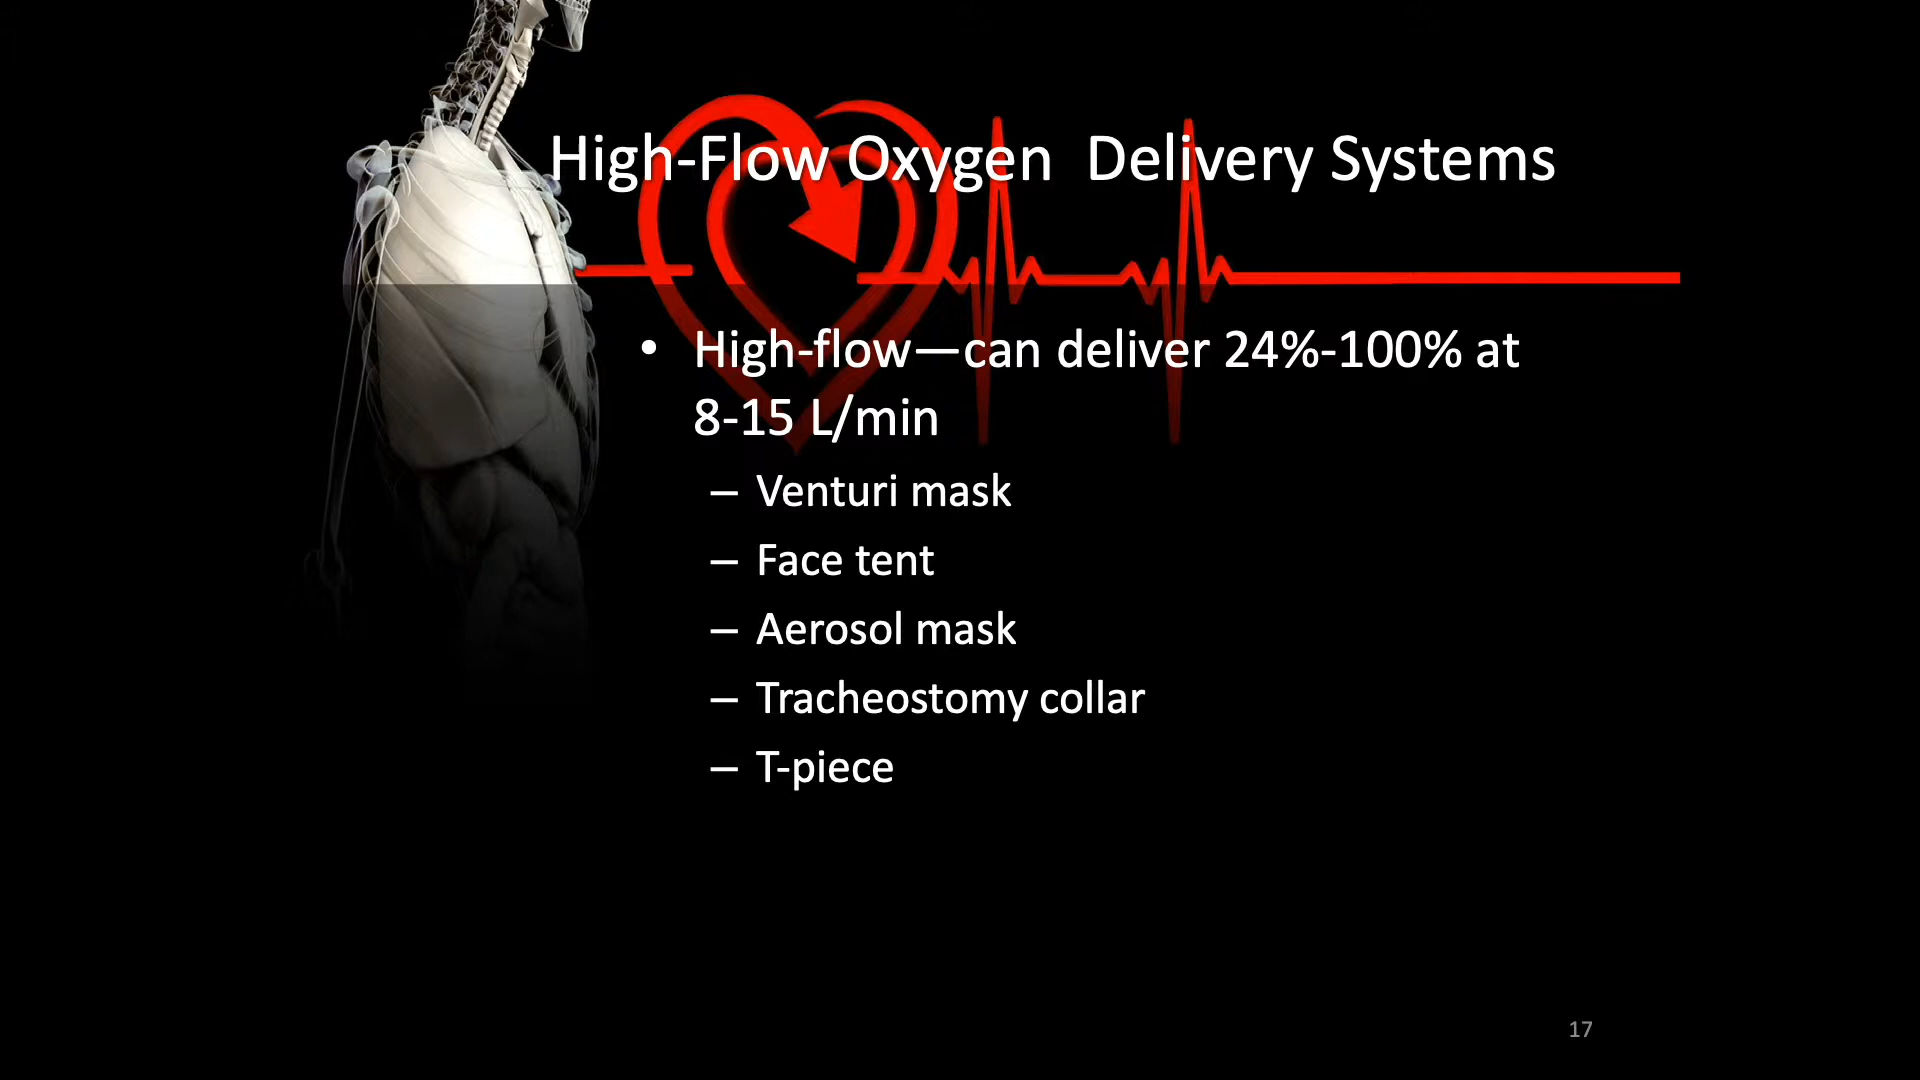 High-Flow Oxygen  Delivery Systems
• High-flow—can deliver 24%-100% at
8-15 L/min
– Venturi mask
– Face tent
– Aerosol mask
– Tracheostomy collar
– T-piece
17